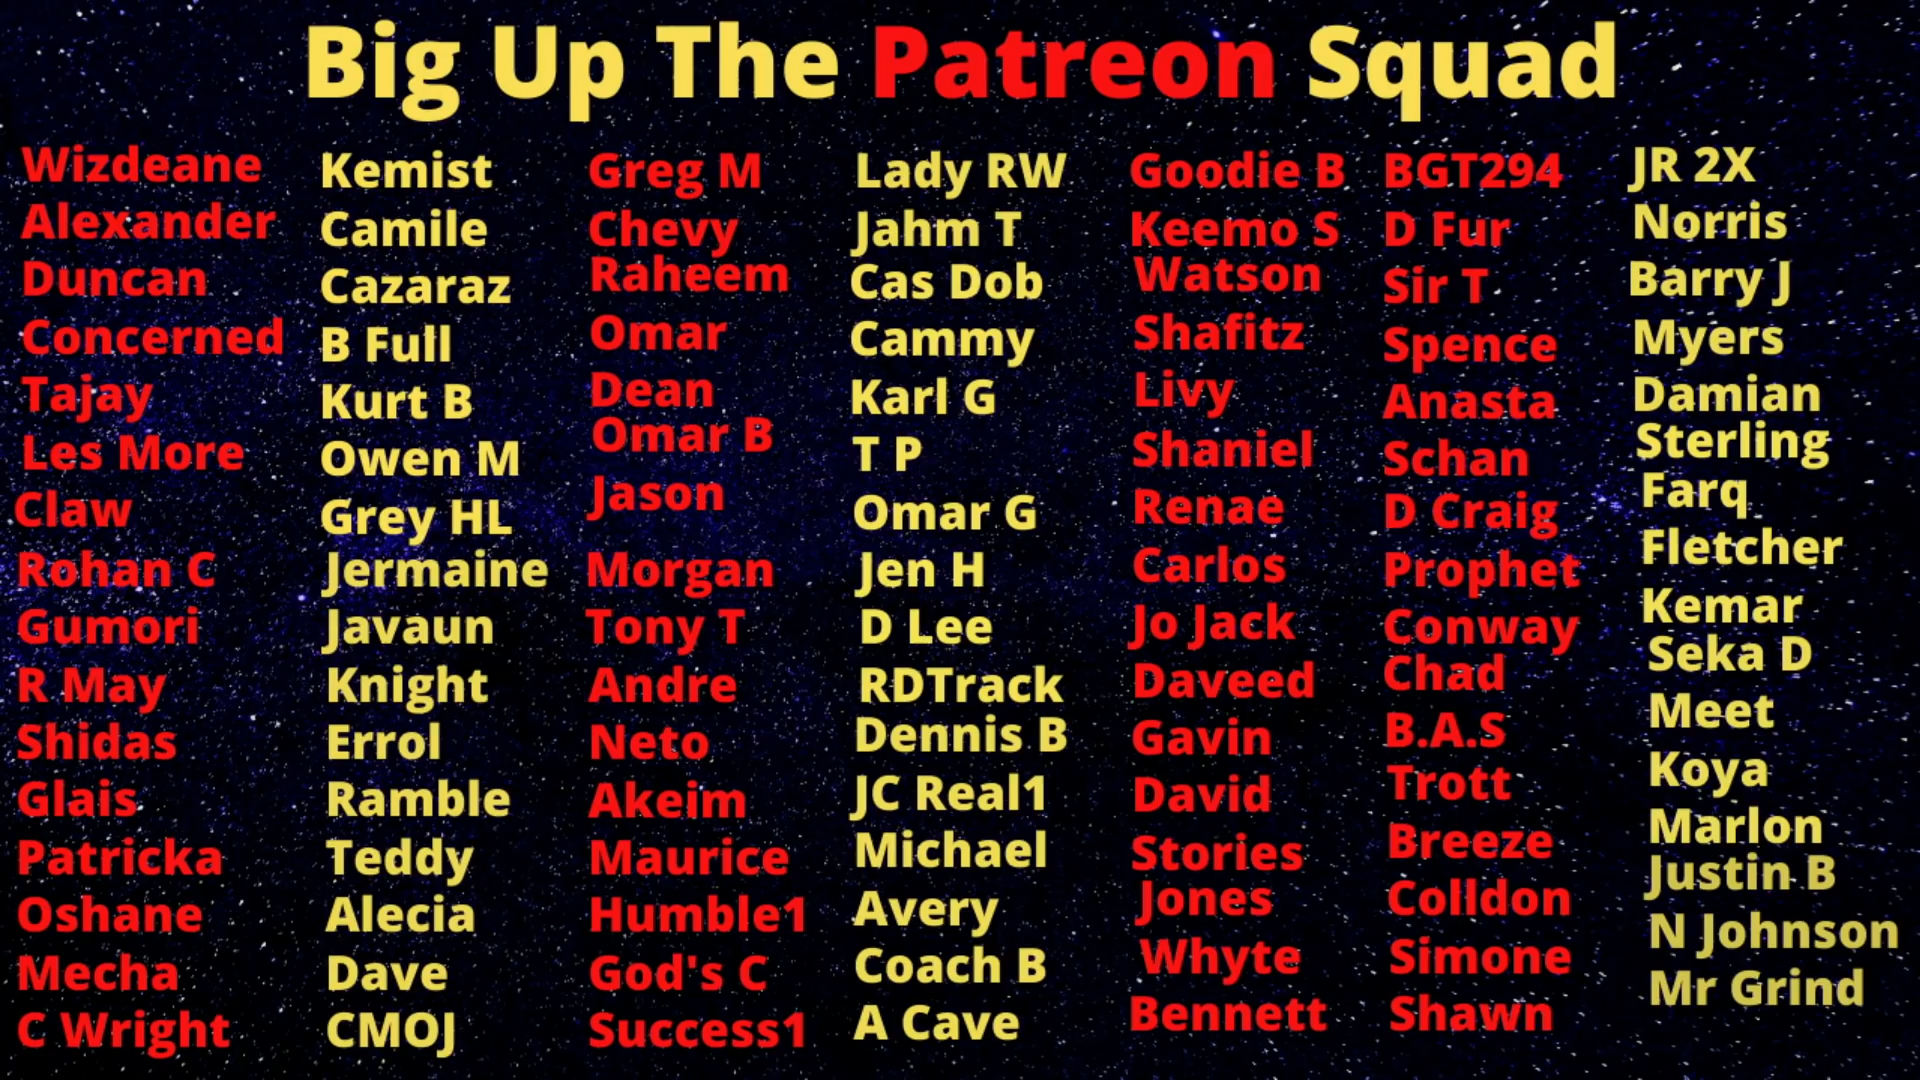 Big Up The Patreon Squad
Wizdeane
Alexander
Duncan
Concerned
Tajay
Les More
Claw
Rohan C
Gumori
R May
Shidas
Glais
Patricka
Oshane
Mecha
C Wright
Kemist
Camile
Cazaraz
B Full
Kurt B
Owen M
Grey HL
Jermaine
Javaun
Knight
Errol
Ramble
Teddy
Alecia
Dave
CMOJ
Greg M
Chevy
Raheem
Omar
Dean
Omar B
Jason
Morgan
Tony T
Andre
Neto
Akeim
Maurice
Humble1
God's C
Success1
Lady RW
Jahm T
Cas Dob
Cammy
Karl G
T P
Omar G
Jen H
D Lee
RDTrack
Dennis B
JC Real1
Michael
Avery
Coach B
A Cave
Goodie B
Keemo S
Watson
Shafitz
Livy
Shaniel
Renae
Carlos
Jo Jack
Daveed
Gavin
David
Stories
Jones
Whyte
Bennett
BGT294
D Fur
Sir T
Spence
Anasta
Schan
D Craig
Prophet
Conway
Chad
B.A.S
Trott
Breeze
Colldon
Simone
Shawn
JR 2X
Norris
Barry J
Myers
Damian
Sterling
Farq
Fletcher
Kemar
Seka D
Meet
Koya
Marlon
Justin B
N Johnson
Mr Grind